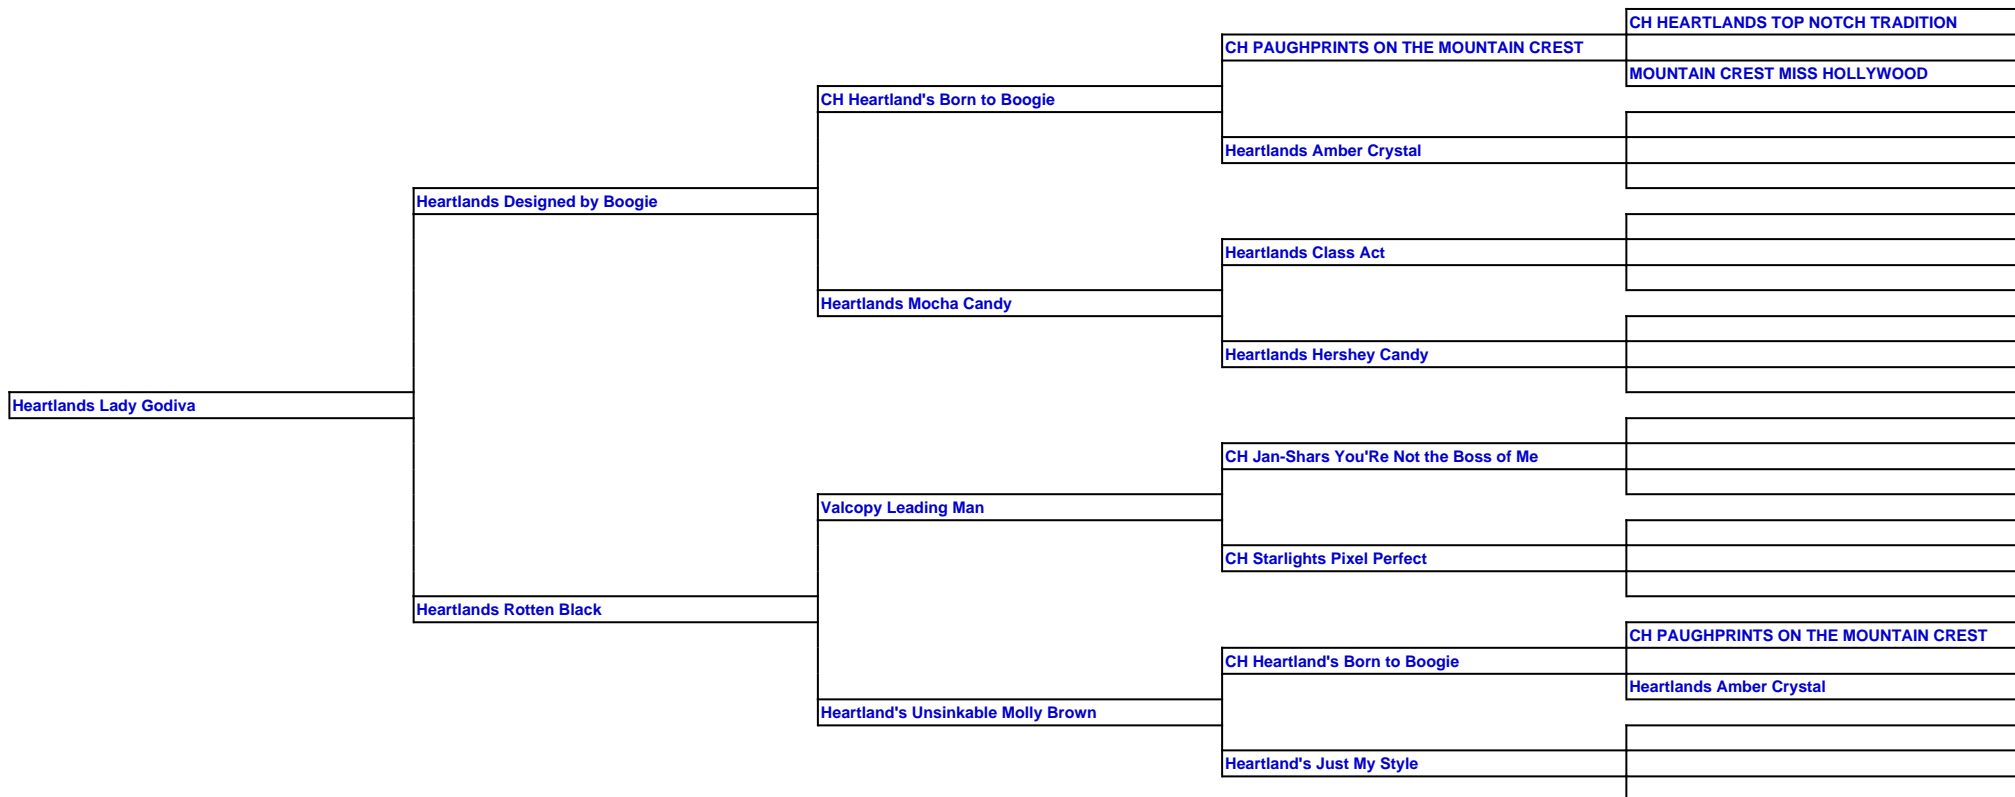 CH HEARTLANDS TOP NOTCH TRADITION
CH PAUGHPRINTS ON THE MOUNTAIN CREST
MOUNTAIN CREST MISS HOLLYWOOD
CH Heartland's Born to Boogie
Heartlands Amber Crystal
Heartlands Designed by Boogie
Heartlands Class Act
Heartlands Mocha Candy
Heartlands Hershey Candy
Heartlands Lady Godiva
CH Jan-Shars You'Re Not the Boss of Me
Valcopy Leading Man
CH Starlights Pixel Perfect
Heartlands Rotten Black
CH PAUGHPRINTS ON THE MOUNTAIN CREST
CH Heartland's Born to Boogie
Heartlands Amber Crystal
Heartland's Unsinkable Molly Brown
Heartland's Just My Style